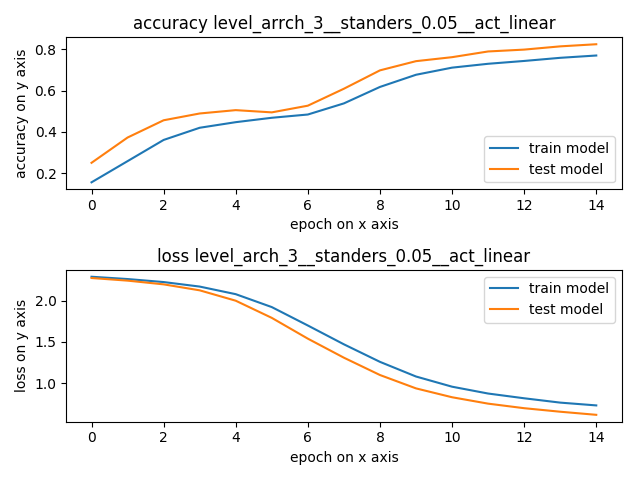 accuracy level_arrch_3__standers_0.05__act_linear
accuracy on y axis
0.8
0.6
0.4
0.2
train model
test model
0 2 4 6 8 10 12 14
epoch on x axis
loss level_arch_3__standers_0.05__act_linear
loss on y axis
2.0
1.5
1.0
train model
test model
0 2 4 6 8 10 12 14
epoch on x axis